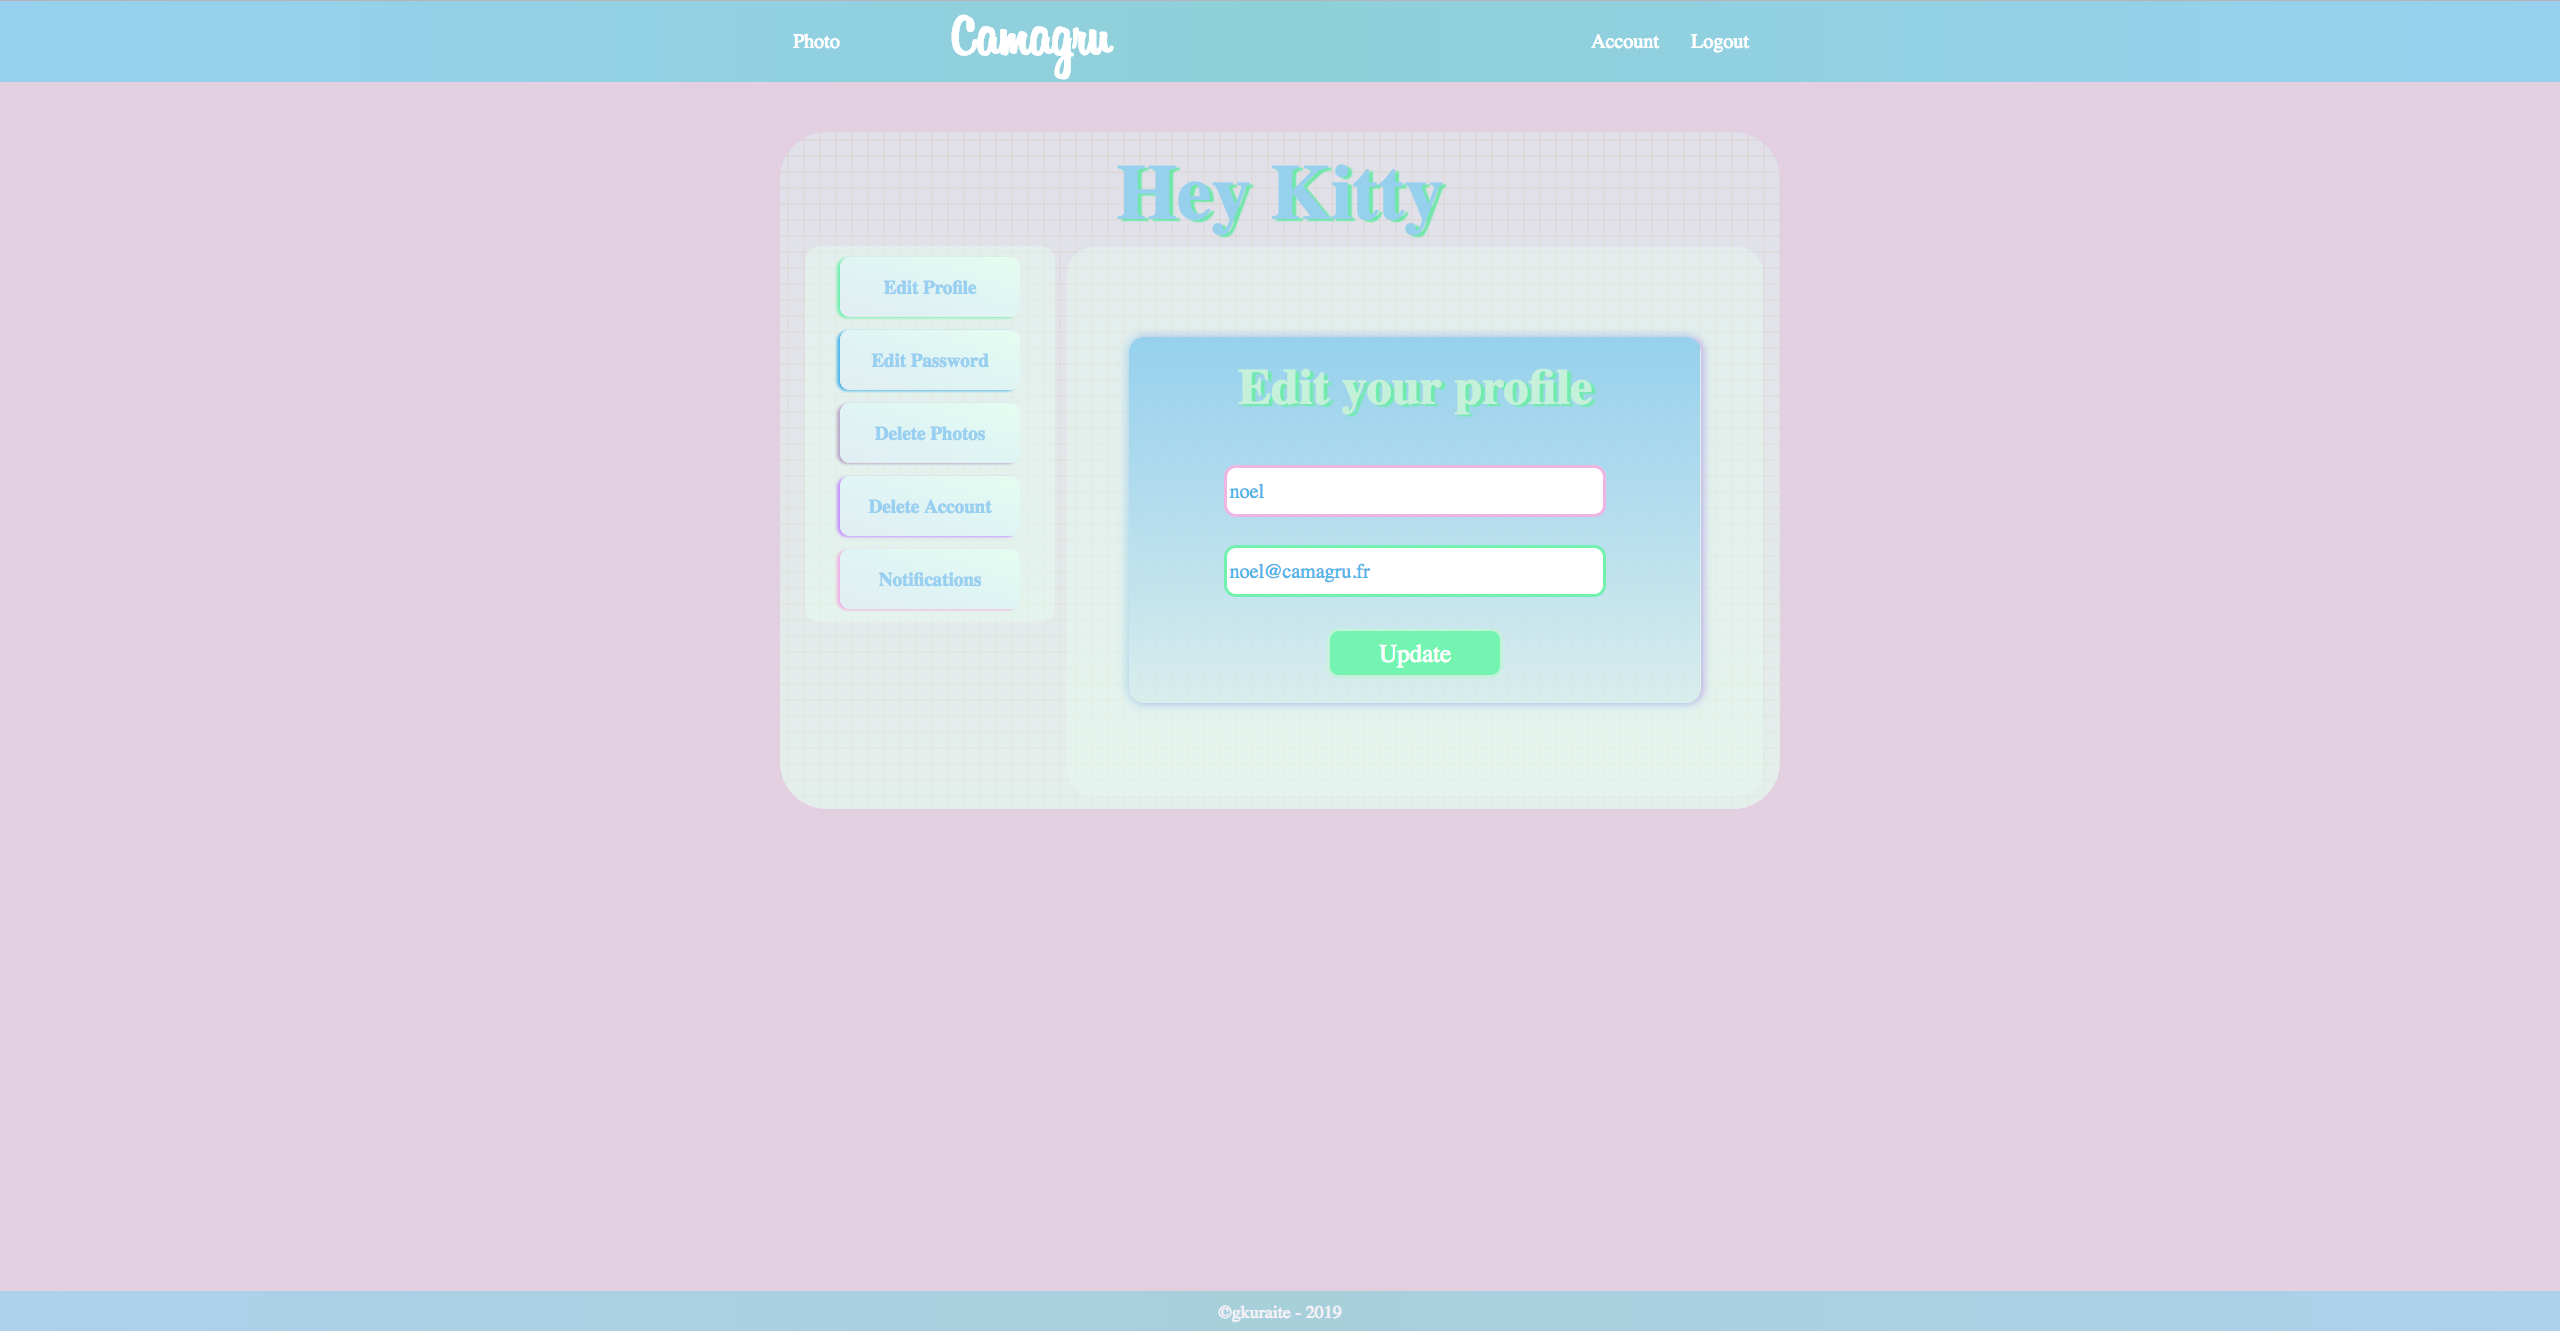 Photo
Camagru
Account
Logout
Hey Kitty
Edit Profile
Edit Password
Delete Photos
Delete Account
Notifications
Edit your profile
noel
noel@camagru.fr
Update
©gkuraite - 2019